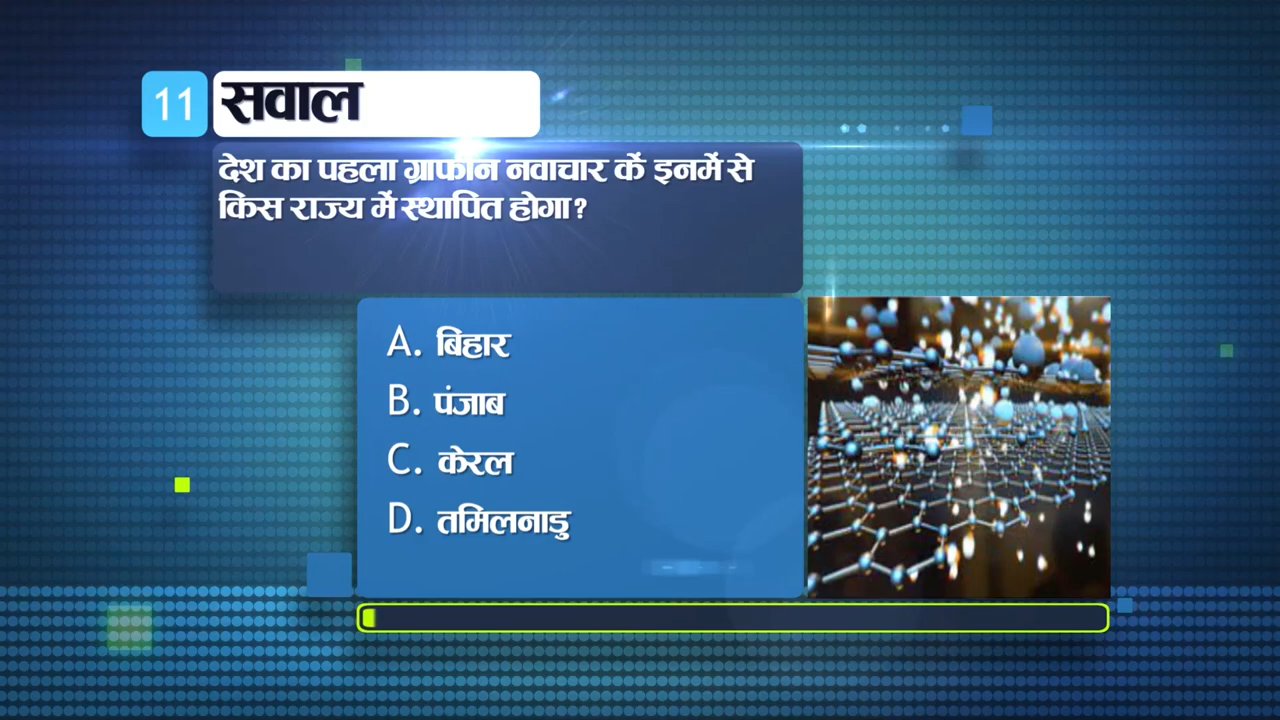 11 सवाल
देश का पहला ग्राफीन नवाचार कें इनमें से
किस राज्य में स्थापित होगा?
A. बिहार
B. पंजाब
C. केरल
D. तमिलनाडु